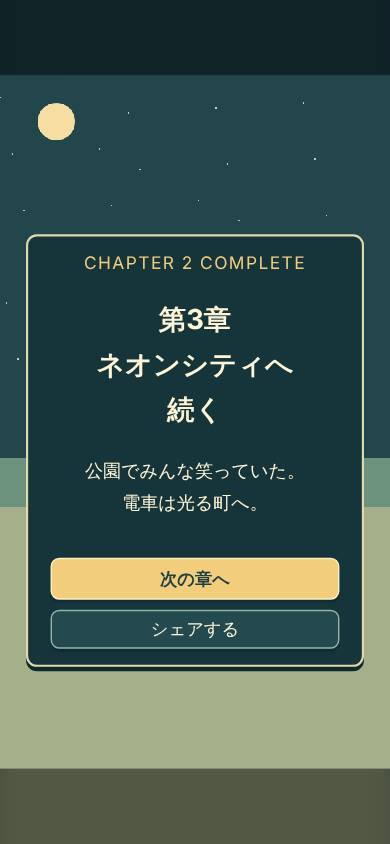 CHAPTER 2 COMPLETE
第3章
ネオンシティへ
続く
公園でみんな笑っていた。
電車は光る町へ。
次の章へ
シェアする